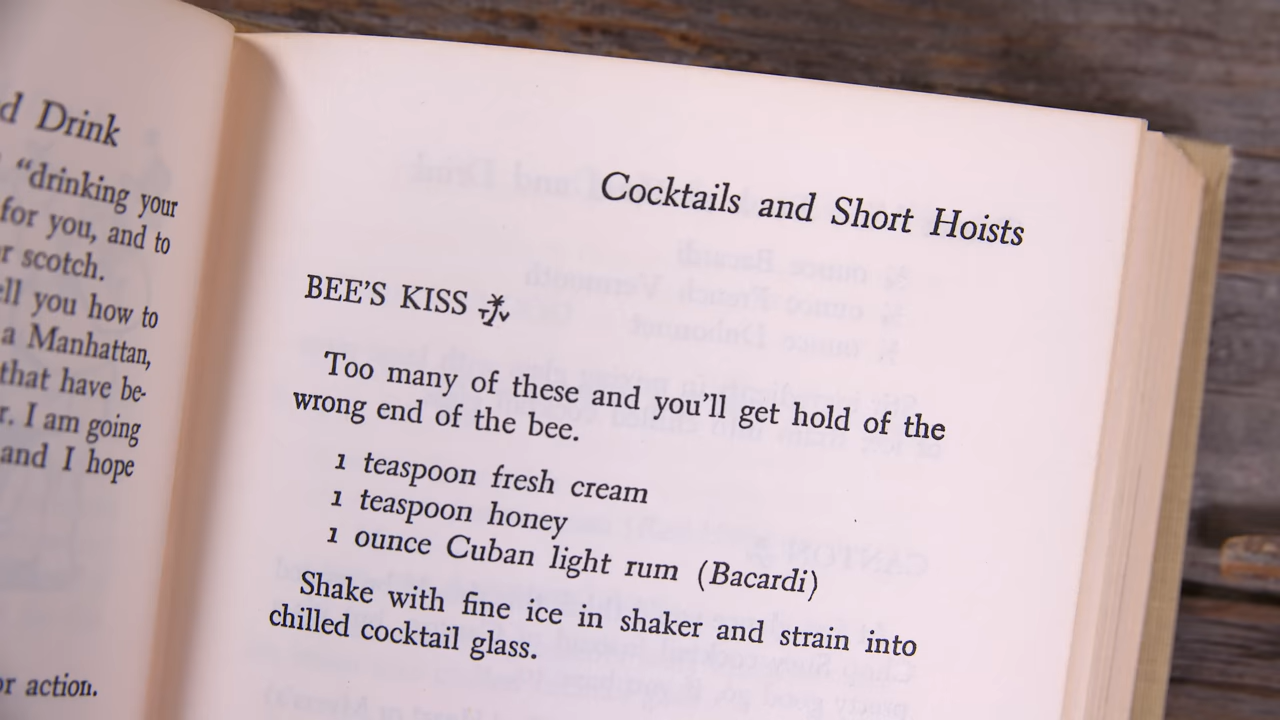 d Drink
"drinking your
for you, and to
r scotch.
ell you how to
a Manhattan,
that have be-
r. I am going
and I hope
or action.
Cocktails and Short Hoists
BEE'S KISS
Too many of these and you'll get hold of the
wrong end of the bee.
1 teaspoon fresh cream
1 teaspoon honey
1 ounce Cuban light rum (Bacardi)
Shake with fine ice in shaker and strain into
chilled cocktail glass.